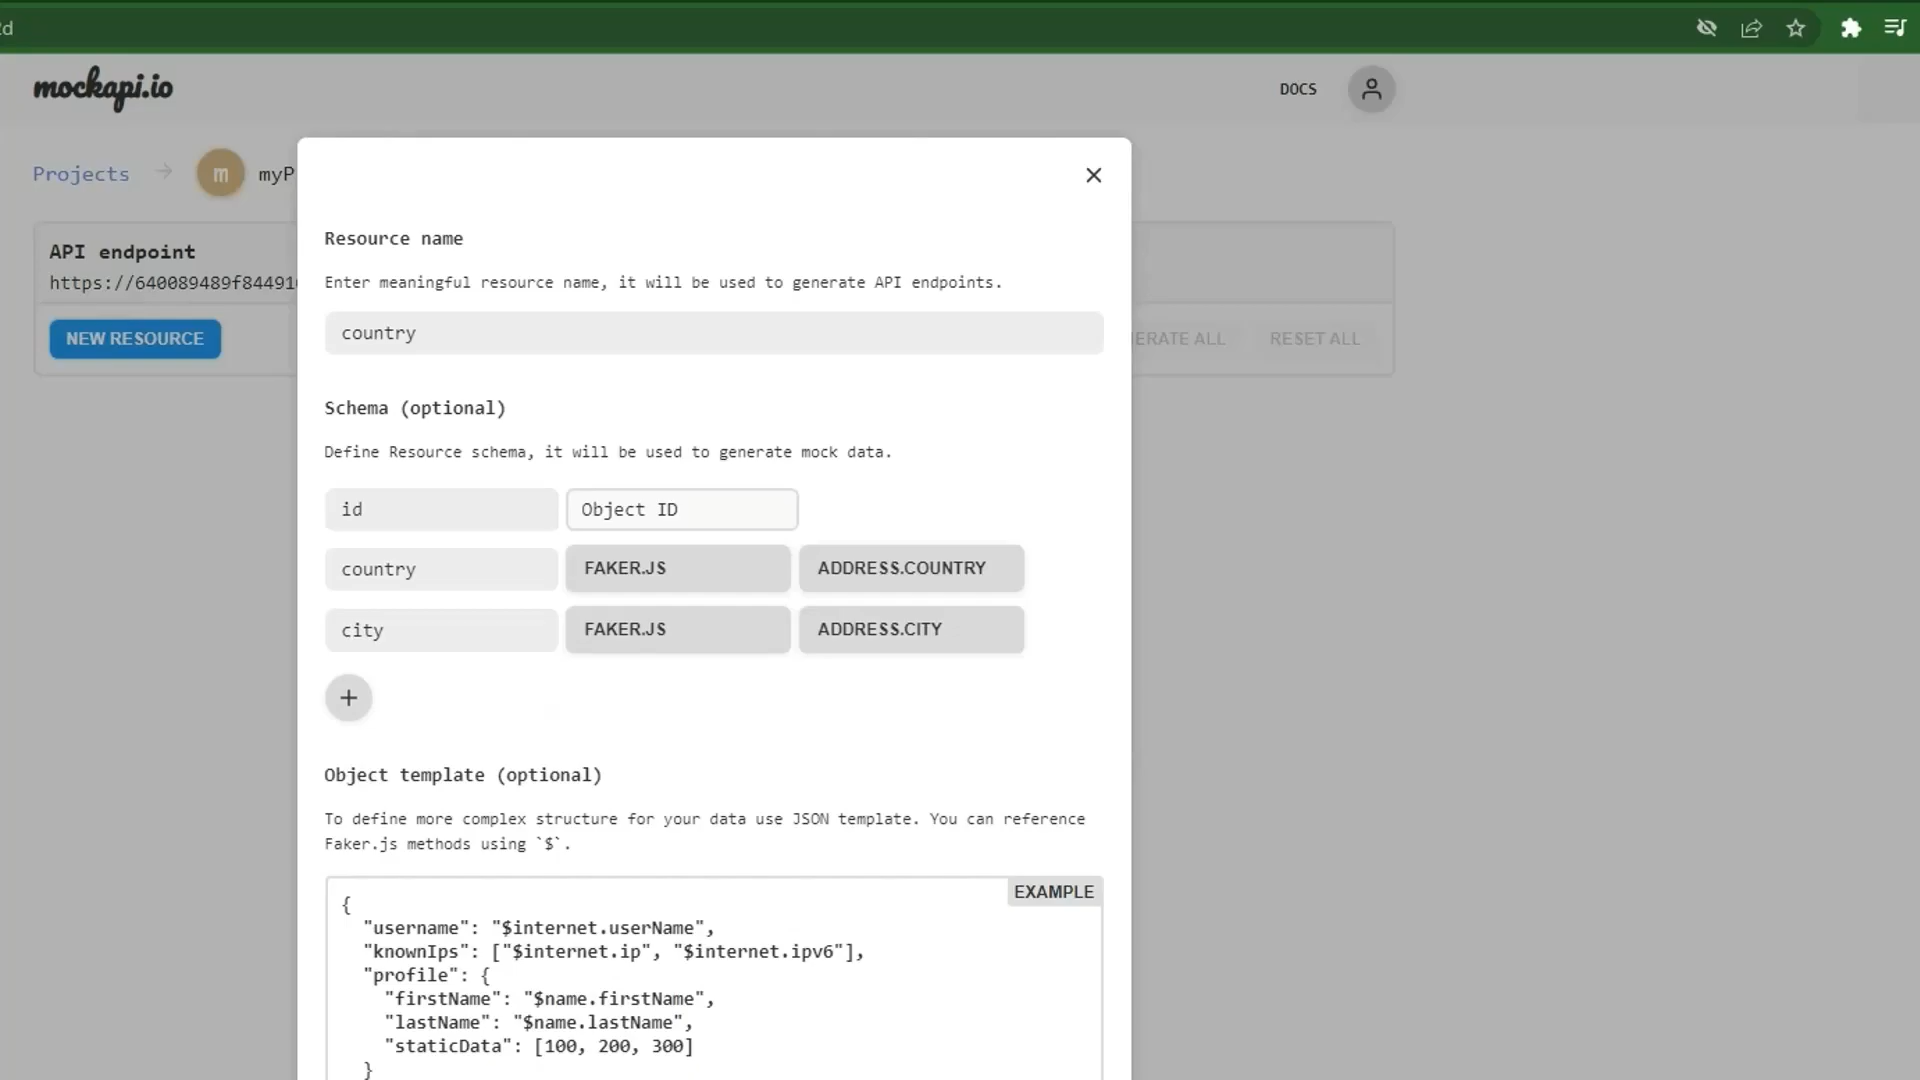 d
mockapi.io
DOCS
Projects
m
myP
API endpoint
https://640089489f84491
NEW RESOURCE
ERATE ALL
RESET ALL
Resource name
Enter meaningful resource name, it will be used to generate API endpoints.
country
Schema (optional)
Define Resource schema, it will be used to generate mock data.
id
Object ID
country
FAKER.JS
ADDRESS.COUNTRY
city
FAKER.JS
ADDRESS.CITY
+
Object template (optional)
To define more complex structure for your data use JSON template. You can reference
Faker.js methods using `$`.
EXAMPLE
{
"username": "$internet.userName",
"knownIps": ["$internet.ip", "$internet.ipv6"],
"profile": {
"firstName": "$name.firstName",
"lastName": "$name.lastName",
"staticData": [100, 200, 300]
}